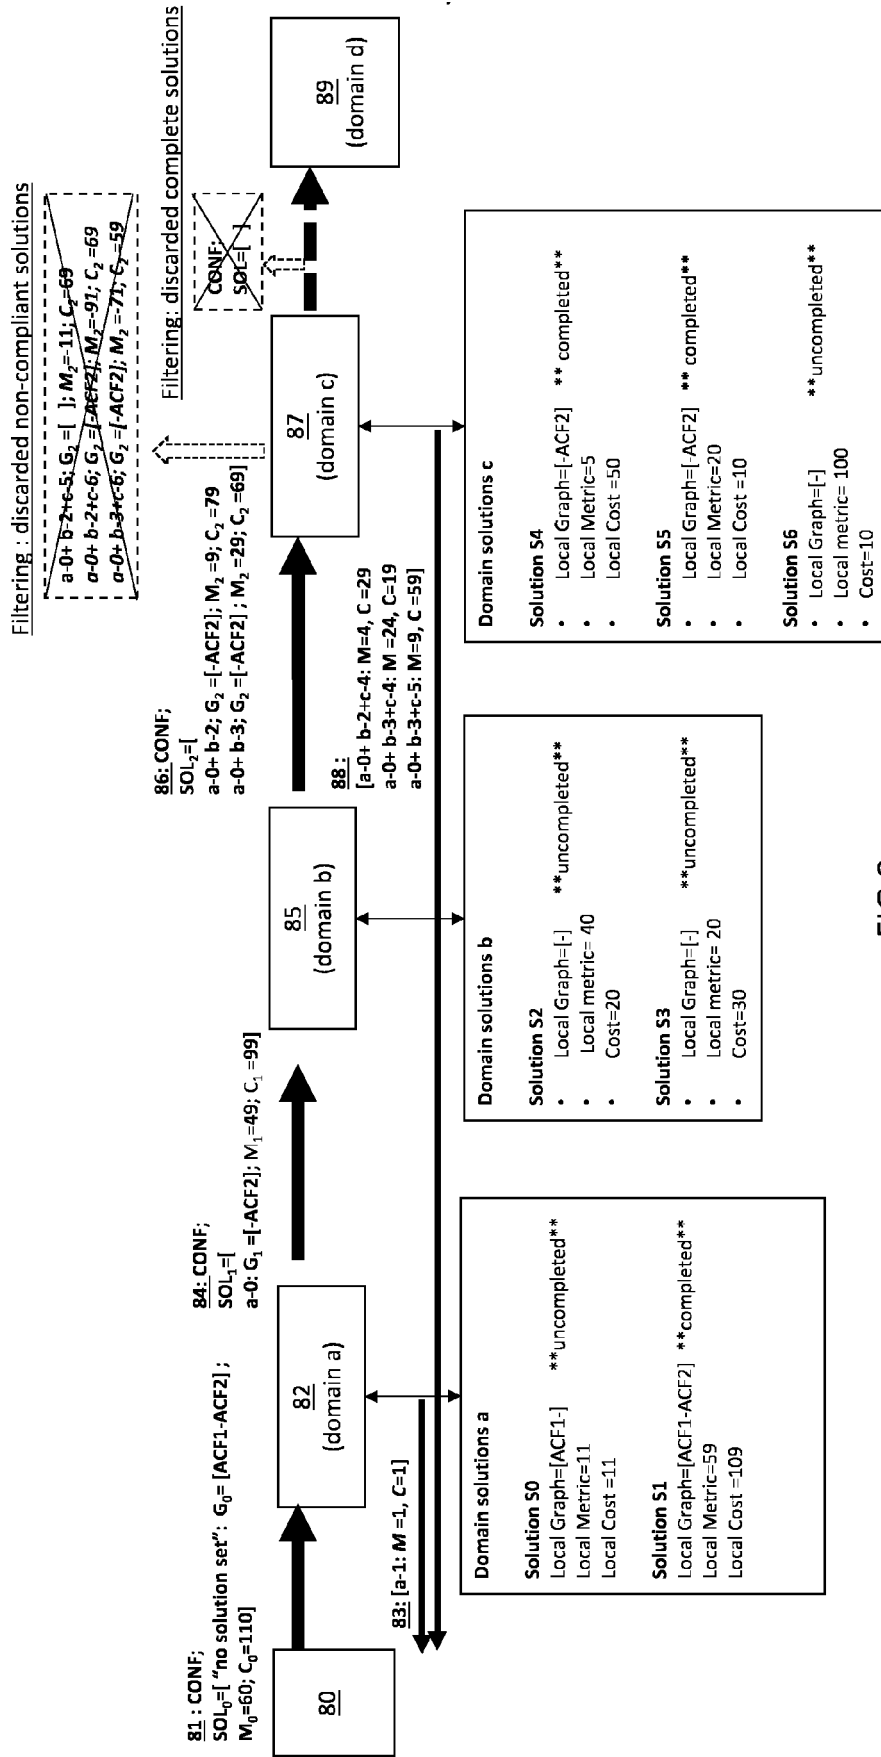 Filtering : discarded non-compliant solutions
a-0+ b-2+c-5; G2 =[ ]; M2=-11; C2=69
a-0+ b-2+c-6; G2 =[-ACF2]; M2=-91; C2 =69
a-0+ b-3+c-6; G2 =[-ACF2]; M2=-71; C2 =59
Filtering: discarded complete solutions
CONF;
SOL=[ ]
81 : CONF;
SOL0=[ “no solution set”: G0= [ACF1-ACF2] ;
M0=60; C0=110]
84: CONF;
SOL1=[
a-0: G1 =[-ACF2]; M1=49; C1 =99]
86: CONF;
SOL2=[
a-0+ b-2; G2 =[-ACF2]; M2 =9; C2 =79
a-0+ b-3; G2 =[-ACF2] ; M2 =29; C2 =69]
80
82
(domain a)
85
(domain b)
87
(domain c)
89
(domain d)
83: [a-1: M =1, C=1]
88 :
[a-0+ b-2+c-4: M=4, C =29
a-0+ b-3+c-4: M =24, C=19
a-0+ b-3+c-5: M=9, C =59]
Domain solutions a
Solution S0
Local Graph=[ACF1-] **uncompleted**
Local Metric=11
Local Cost =11
Solution S1
Local Graph=[ACF1-ACF2] **completed**
Local Metric=59
Local Cost =109
Domain solutions b
Solution S2
• Local Graph=[-] **uncompleted**
• Local metric= 40
• Cost=20
Solution S3
• Local Graph=[-] **uncompleted**
• Local metric= 20
• Cost=30
Domain solutions c
Solution S4
• Local Graph=[-ACF2] ** completed**
• Local Metric=5
• Local Cost =50
Solution S5
• Local Graph=[-ACF2] ** completed**
• Local Metric=20
• Local Cost =10
Solution S6
• Local Graph=[-] **uncompleted**
• Local metric= 100
• Cost=10